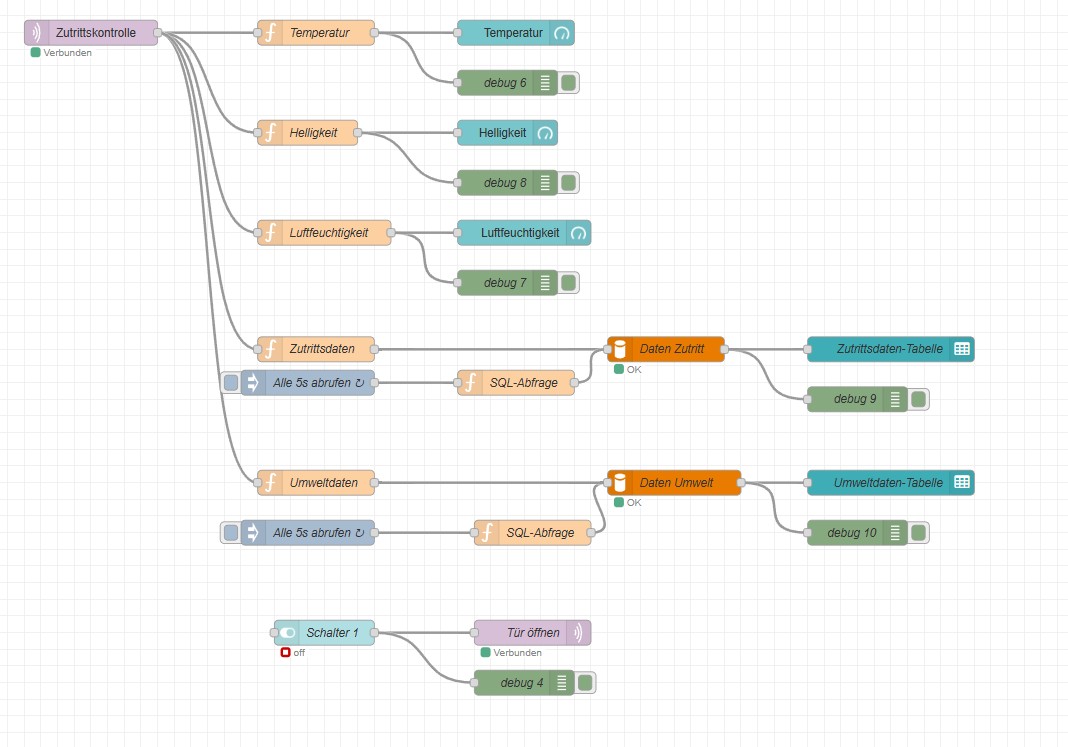 Zutrittskontrolle
Verbunden
Temperatur
Temperatur
debug 6
Helligkeit
Helligkeit
debug 8
Luftfeuchtigkeit
Luftfeuchtigkeit
debug 7
Zutrittsdaten
Daten Zutritt
OK
Zutrittsdaten-Tabelle
Alle 5s abrufen ↻
SQL-Abfrage
debug 9
Umweltdaten
Daten Umwelt
OK
Umweltdaten-Tabelle
Alle 5s abrufen ↻
SQL-Abfrage
debug 10
Schalter 1
off
Tür öffnen
Verbunden
debug 4